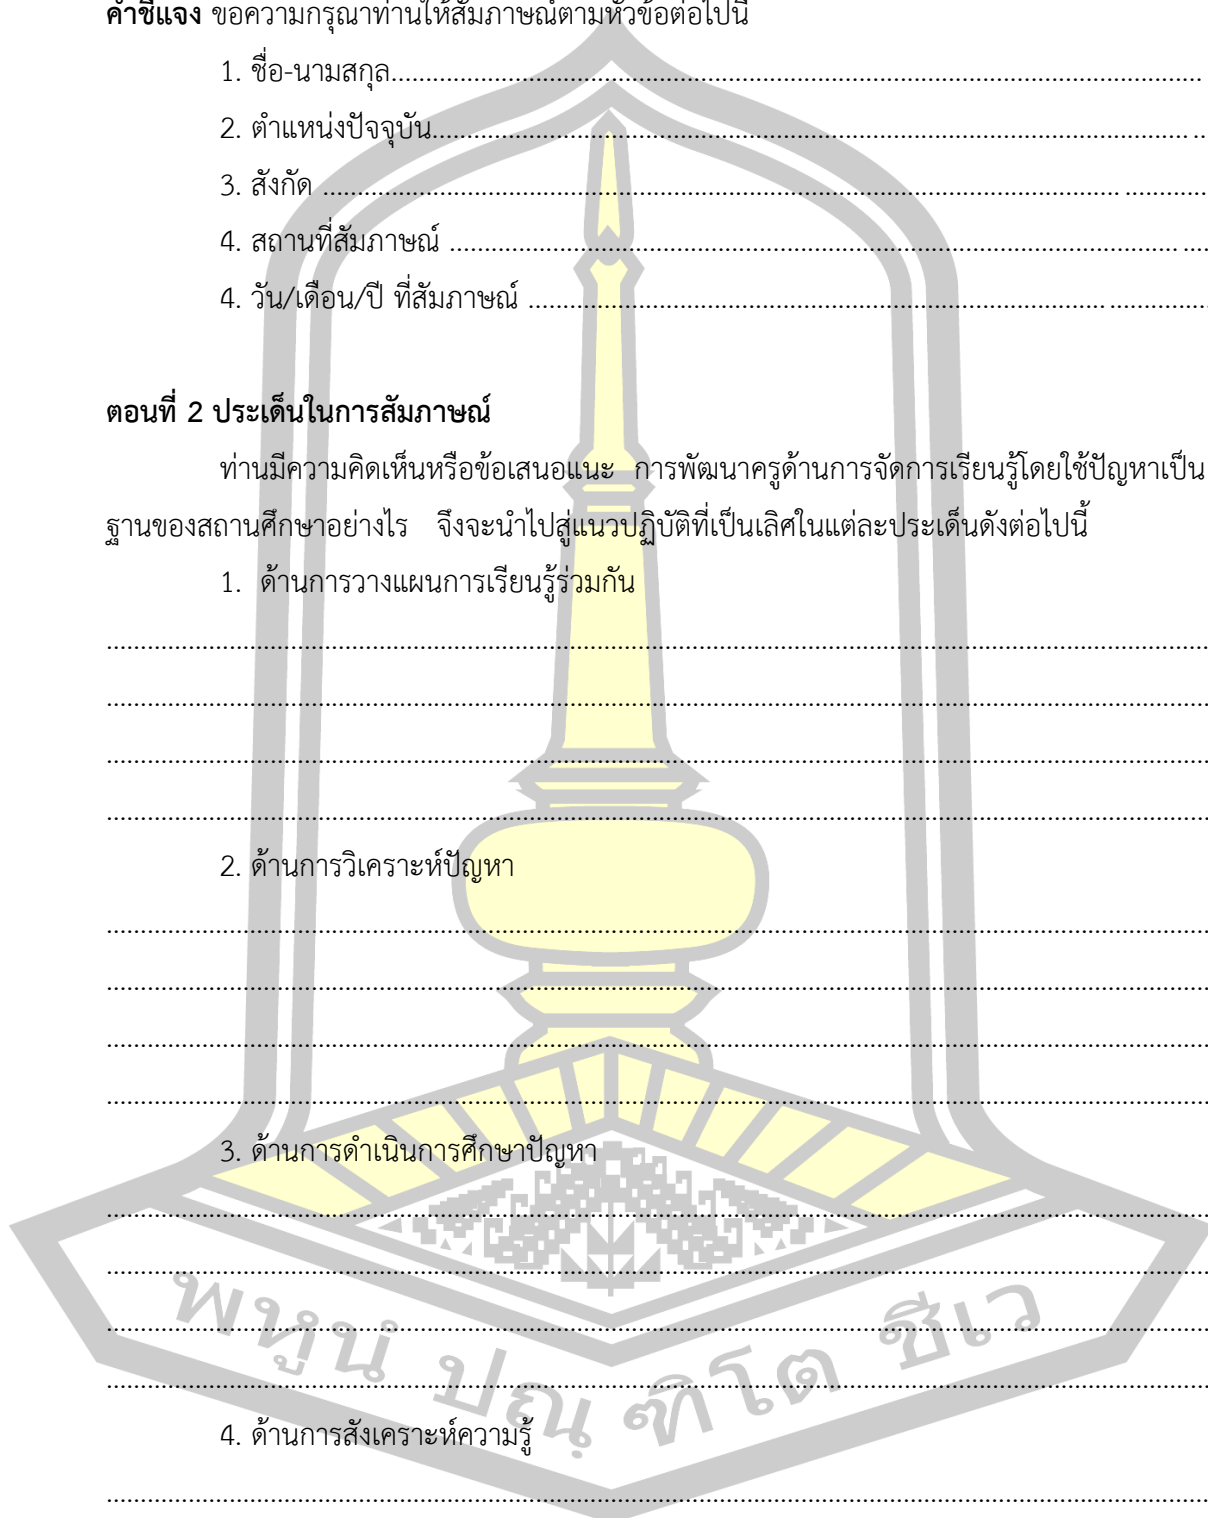 คำชี้แจง ขอความกรุณาท่านให้สัมภาษณ์ตามหัวข้อต่อไปนี้
1. ชื่อ-นามสกุล........................................................................................................................
2. ตำแหน่งปัจจุบัน................................................................................................................ ..
3. สังกัด ...................................................................................................................... ............
4. สถานที่สัมภาษณ์ ........................................................................................................... ....
4. วัน/เดือน/ปี ที่สัมภาษณ์ ..................................................................................... ...............
ตอนที่ 2 ประเด็นในการสัมภาษณ์
ท่านมีความคิดเห็นหรือข้อเสนอแนะ การพัฒนาครูด้านการจัดการเรียนรู้โดยใช้ปัญหาเป็น
ฐานของสถานศึกษาอย่างไร จึงจะนำไปสู่แนวปฏิบัติที่เป็นเลิศในแต่ละประเด็นดังต่อไปนี้
1. ด้านการวางแผนการเรียนรู้ร่วมกัน
2. ด้านการวิเคราะห์ปัญหา
3. ด้านการดำเนินการศึกษาปัญหา
4. ด้านการสังเคราะห์ความรู้
พหูนํ ปณฺฑิโต ชีเว